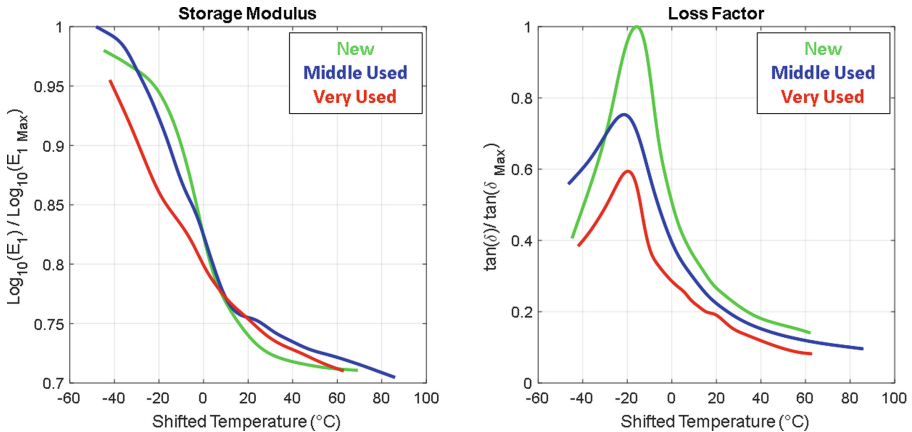 Storage Modulus
1
0.95
0.9
0.85
0.8
0.75
0.7
Log10(E1) / Log10(E1 Max)
New
Middle Used
Very Used
-60 -40 -20 0 20 40 60 80 100
Shifted Temperature (°C)
Loss Factor
1
0.8
0.6
0.4
0.2
0
tan(δ)/ tan(δ Max)
New
Middle Used
Very Used
-60 -40 -20 0 20 40 60 80 100
Shifted Temperature (°C)